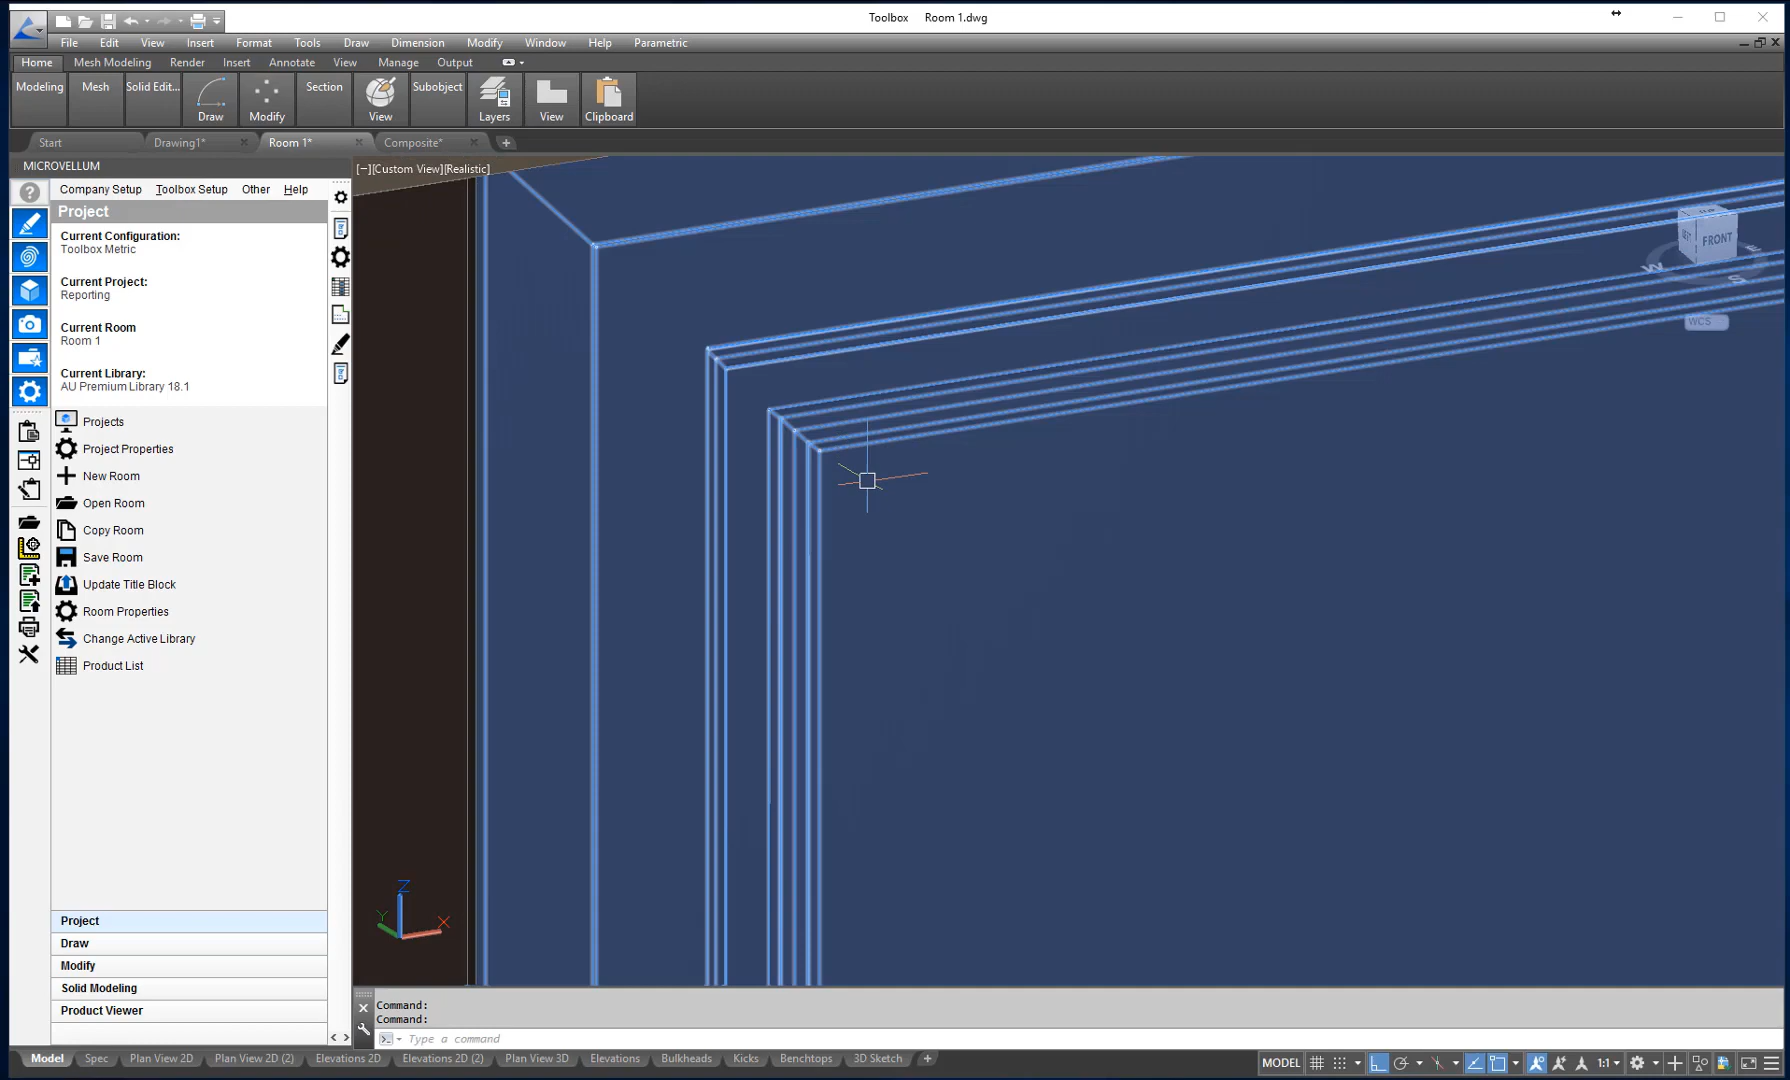 Toolbox Room 1.dwg
File Edit View Insert Format Tools Draw Dimension Modify Window Help Parametric
Home Mesh Modeling Render Insert Annotate View Manage Output
Modeling Mesh Solid Edit... Draw Modify Section View Subobject Layers View Clipboard
Start Drawing1* Room 1* Composite*
MICROVELLUM
[−][Custom View][Realistic]
Company Setup Toolbox Setup Other Help
Project
Current Configuration:
Toolbox Metric
Current Project:
Reporting
Current Room
Room 1
Current Library:
AU Premium Library 18.1
Projects
Project Properties
New Room
Open Room
Copy Room
Save Room
Update Title Block
Room Properties
Change Active Library
Product List
FRONT
W
S
WCS
Z
Y
X
Project
Draw
Modify
Solid Modeling
Product Viewer
Command:
Command:
Type a command
Model Spec Plan View 2D Plan View 2D (2) Elevations 2D Elevations 2D (2) Plan View 3D Elevations Bulkheads Kicks Benchtops 3D Sketch
MODEL 1:1